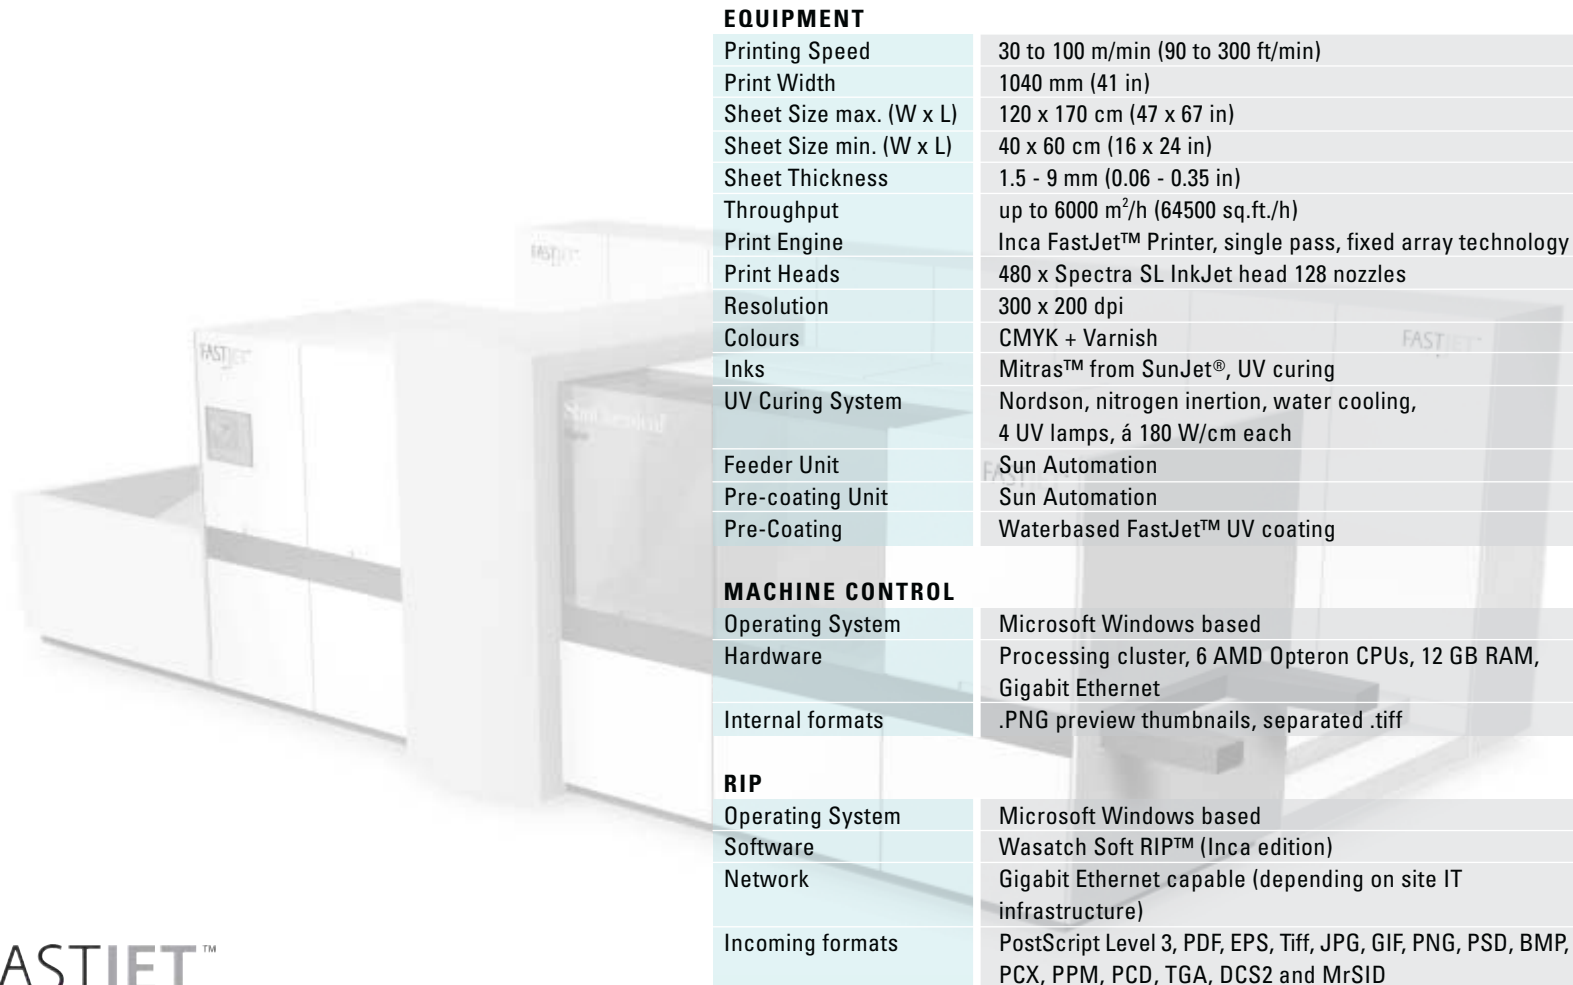 EQUIPMENT
Printing Speed 30 to 100 m/min (90 to 300 ft/min)
Print Width 1040 mm (41 in)
Sheet Size max. (W x L) 120 x 170 cm (47 x 67 in)
Sheet Size min. (W x L) 40 x 60 cm (16 x 24 in)
Sheet Thickness 1.5 - 9 mm (0.06 - 0.35 in)
Throughput up to 6000 m²/h (64500 sq.ft./h)
Print Engine Inca FastJet™ Printer, single pass, fixed array technology
Print Heads 480 x Spectra SL InkJet head 128 nozzles
Resolution 300 x 200 dpi
Colours CMYK + Varnish
Inks Mitras™ from SunJet®, UV curing
UV Curing System Nordson, nitrogen inertion, water cooling,
4 UV lamps, á 180 W/cm each
Feeder Unit Sun Automation
Pre-coating Unit Sun Automation
Pre-Coating Waterbased FastJet™ UV coating
MACHINE CONTROL
Operating System Microsoft Windows based
Hardware Processing cluster, 6 AMD Opteron CPUs, 12 GB RAM,
Gigabit Ethernet
Internal formats .PNG preview thumbnails, separated .tiff
RIP
Operating System Microsoft Windows based
Software Wasatch Soft RIP™ (Inca edition)
Network Gigabit Ethernet capable (depending on site IT
infrastructure)
Incoming formats PostScript Level 3, PDF, EPS, Tiff, JPG, GIF, PNG, PSD, BMP,
PCX, PPM, PCD, TGA, DCS2 and MrSID
FASTJET
FASTJET
FASTJET
SunChemical
ASTJET™